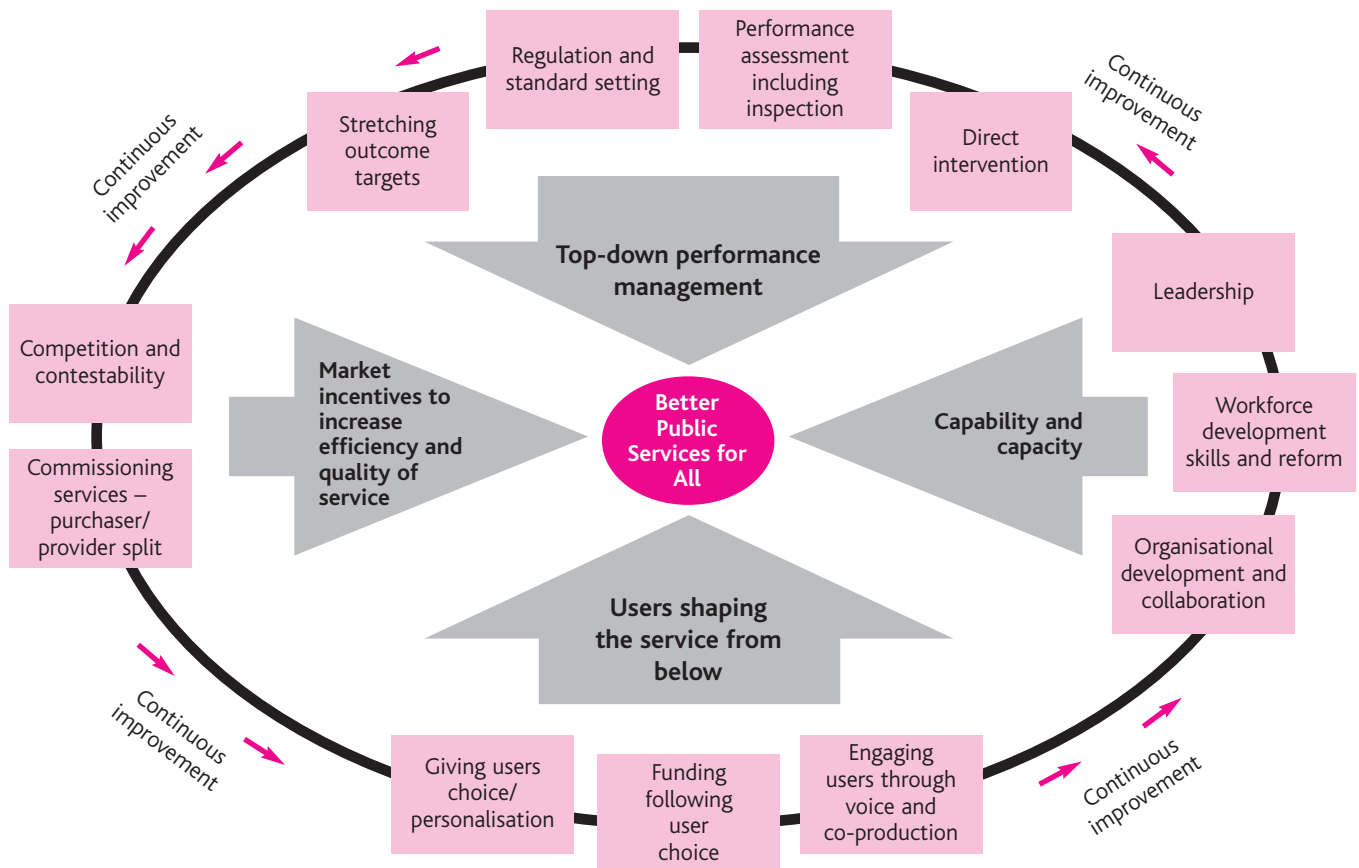 Regulation and
standard setting
Performance
assessment
including
inspection
Continuous
improvement
Stretching
outcome
targets
Direct
intervention
Continuous
improvement
Top-down performance
management
Leadership
Competition and
contestability
Market
incentives to
increase
efficiency and
quality of
service
Better
Public
Services for
All
Capability and
capacity
Workforce
development
skills and reform
Commissioning
services –
purchaser/
provider split
Organisational
development and
collaboration
Users shaping
the service from
below
Continuous
improvement
Giving users
choice/
personalisation
Funding
following
user
choice
Engaging
users through
voice and
co-production
Continuous
improvement